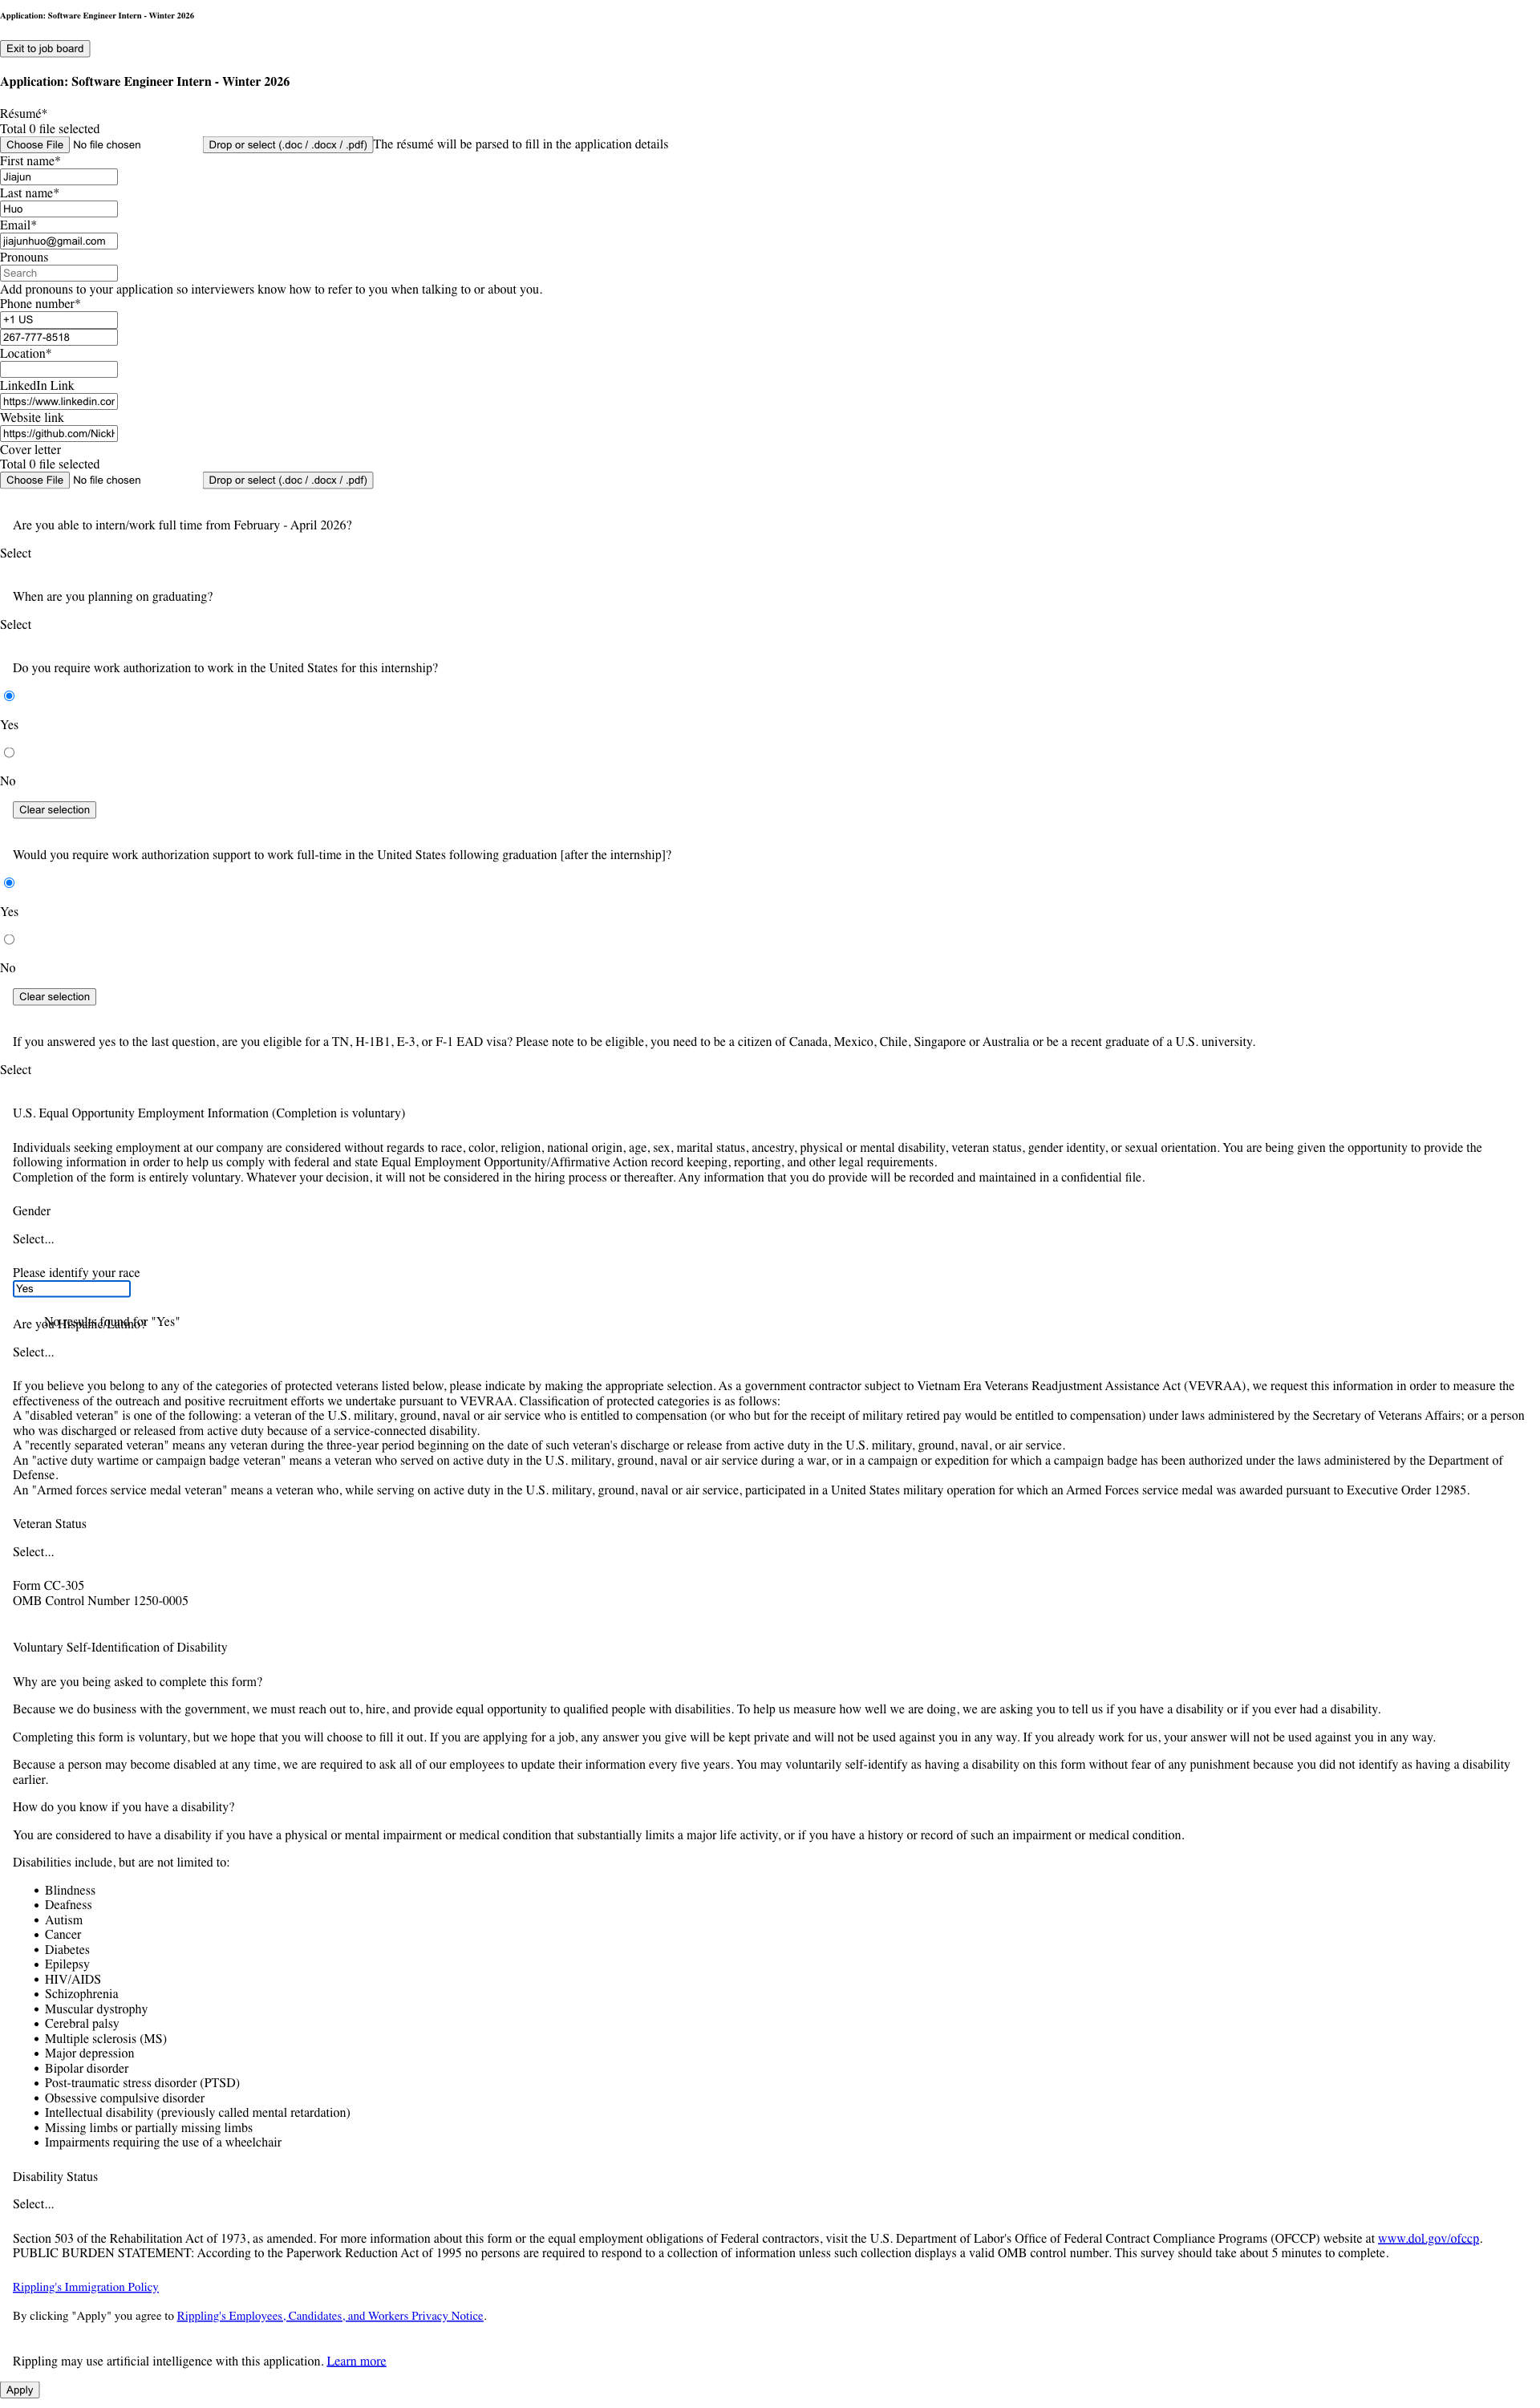 Application: Software Engineer Intern - Winter 2026
Exit to job board
Application: Software Engineer Intern - Winter 2026
Résumé*
Total 0 file selected
Choose File No file chosen Drop or select (.doc / .docx / .pdf) The résumé will be parsed to fill in the application details
First name*
Jiajun
Last name*
Huo
Email*
jiajunhuo@gmail.com
Pronouns
Search
Add pronouns to your application so interviewers know how to refer to you when talking to or about you.
Phone number*
+1 US
267-777-8518
Location*
LinkedIn Link
https://www.linkedin.cor
Website link
https://github.com/Nick
Cover letter
Total 0 file selected
Choose File No file chosen Drop or select (.doc / .docx / .pdf)
Are you able to intern/work full time from February - April 2026?
Select
When are you planning on graduating?
Select
Do you require work authorization to work in the United States for this internship?
Yes
No
Clear selection
Would you require work authorization support to work full-time in the United States following graduation [after the internship]?
Yes
No
Clear selection
If you answered yes to the last question, are you eligible for a TN, H-1B1, E-3, or F-1 EAD visa? Please note to be eligible, you need to be a citizen of Canada, Mexico, Chile, Singapore or Australia or be a recent graduate of a U.S. university.
Select
U.S. Equal Opportunity Employment Information (Completion is voluntary)
Individuals seeking employment at our company are considered without regards to race, color, religion, national origin, age, sex, marital status, ancestry, physical or mental disability, veteran status, gender identity, or sexual orientation. You are being given the opportunity to provide the
following information in order to help us comply with federal and state Equal Employment Opportunity/Affirmative Action record keeping, reporting, and other legal requirements.
Completion of the form is entirely voluntary. Whatever your decision, it will not be considered in the hiring process or thereafter. Any information that you do provide will be recorded and maintained in a confidential file.
Gender
Select...
Please identify your race
Yes
No results found for "Yes"
Are you Hispanic/Latino?
Select...
If you believe you belong to any of the categories of protected veterans listed below, please indicate by making the appropriate selection. As a government contractor subject to Vietnam Era Veterans Readjustment Assistance Act (VEVRAA), we request this information in order to measure the
effectiveness of the outreach and positive recruitment efforts we undertake pursuant to VEVRAA. Classification of protected categories is as follows:
A "disabled veteran" is one of the following: a veteran of the U.S. military, ground, naval or air service who is entitled to compensation (or who but for the receipt of military retired pay would be entitled to compensation) under laws administered by the Secretary of Veterans Affairs; or a person
who was discharged or released from active duty because of a service-connected disability.
A "recently separated veteran" means any veteran during the three-year period beginning on the date of such veteran's discharge or release from active duty in the U.S. military, ground, naval, or air service.
An "active duty wartime or campaign badge veteran" means a veteran who served on active duty in the U.S. military, ground, naval or air service during a war, or in a campaign or expedition for which a campaign badge has been authorized under the laws administered by the Department of
Defense.
An "Armed forces service medal veteran" means a veteran who, while serving on active duty in the U.S. military, ground, naval or air service, participated in a United States military operation for which an Armed Forces service medal was awarded pursuant to Executive Order 12985.
Veteran Status
Select...
Form CC-305
OMB Control Number 1250-0005
Voluntary Self-Identification of Disability
Why are you being asked to complete this form?
Because we do business with the government, we must reach out to, hire, and provide equal opportunity to qualified people with disabilities. To help us measure how well we are doing, we are asking you to tell us if you have a disability or if you ever had a disability.
Completing this form is voluntary, but we hope that you will choose to fill it out. If you are applying for a job, any answer you give will be kept private and will not be used against you in any way. If you already work for us, your answer will not be used against you in any way.
Because a person may become disabled at any time, we are required to ask all of our employees to update their information every five years. You may voluntarily self-identify as having a disability on this form without fear of any punishment because you did not identify as having a disability
earlier.
How do you know if you have a disability?
You are considered to have a disability if you have a physical or mental impairment or medical condition that substantially limits a major life activity, or if you have a history or record of such an impairment or medical condition.
Disabilities include, but are not limited to:
• Blindness
• Deafness
• Autism
• Cancer
• Diabetes
• Epilepsy
• HIV/AIDS
• Schizophrenia
• Muscular dystrophy
• Cerebral palsy
• Multiple sclerosis (MS)
• Major depression
• Bipolar disorder
• Post-traumatic stress disorder (PTSD)
• Obsessive compulsive disorder
• Intellectual disability (previously called mental retardation)
• Missing limbs or partially missing limbs
• Impairments requiring the use of a wheelchair
Disability Status
Select...
Section 503 of the Rehabilitation Act of 1973, as amended. For more information about this form or the equal employment obligations of Federal contractors, visit the U.S. Department of Labor's Office of Federal Contract Compliance Programs (OFCCP) website at www.dol.gov/ofccp.
PUBLIC BURDEN STATEMENT: According to the Paperwork Reduction Act of 1995 no persons are required to respond to a collection of information unless such collection displays a valid OMB control number. This survey should take about 5 minutes to complete.
Rippling's Immigration Policy
By clicking "Apply" you agree to Rippling's Employees, Candidates, and Workers Privacy Notice.
Rippling may use artificial intelligence with this application. Learn more
Apply